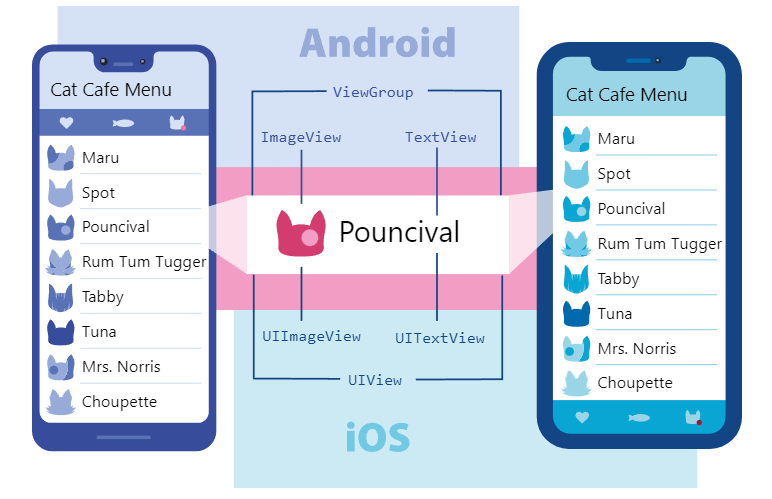 Android
Cat Cafe Menu
Maru
Spot
Pouncival
Rum Tum Tugger
Tabby
Tuna
Mrs. Norris
Choupette
ViewGroup
ImageView
TextView
Pouncival
UIImageView
UITextView
UIView
iOS
Cat Cafe Menu
Maru
Spot
Pouncival
Rum Tum Tugger
Tabby
Tuna
Mrs. Norris
Choupette